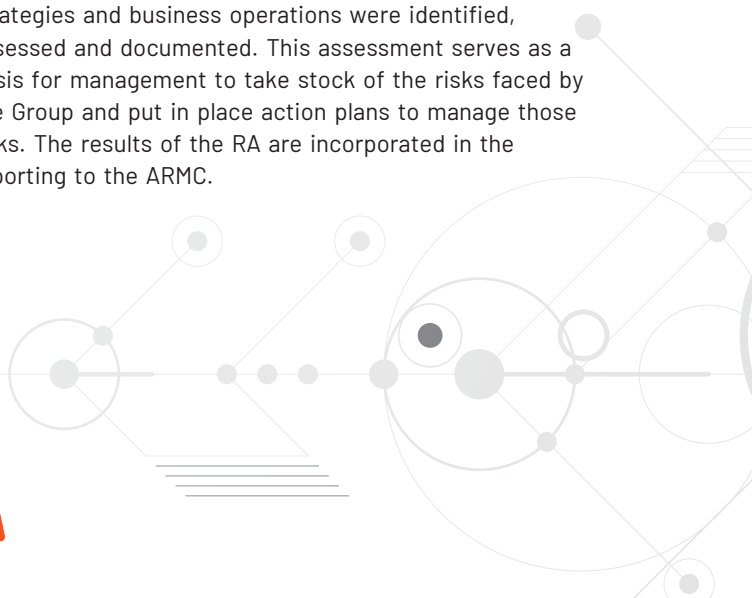 ategies and business operations were identified,
sessed and documented. This assessment serves as a
sis for management to take stock of the risks faced by
e Group and put in place action plans to manage those
ks. The results of the RA are incorporated in the
porting to the ARMC.